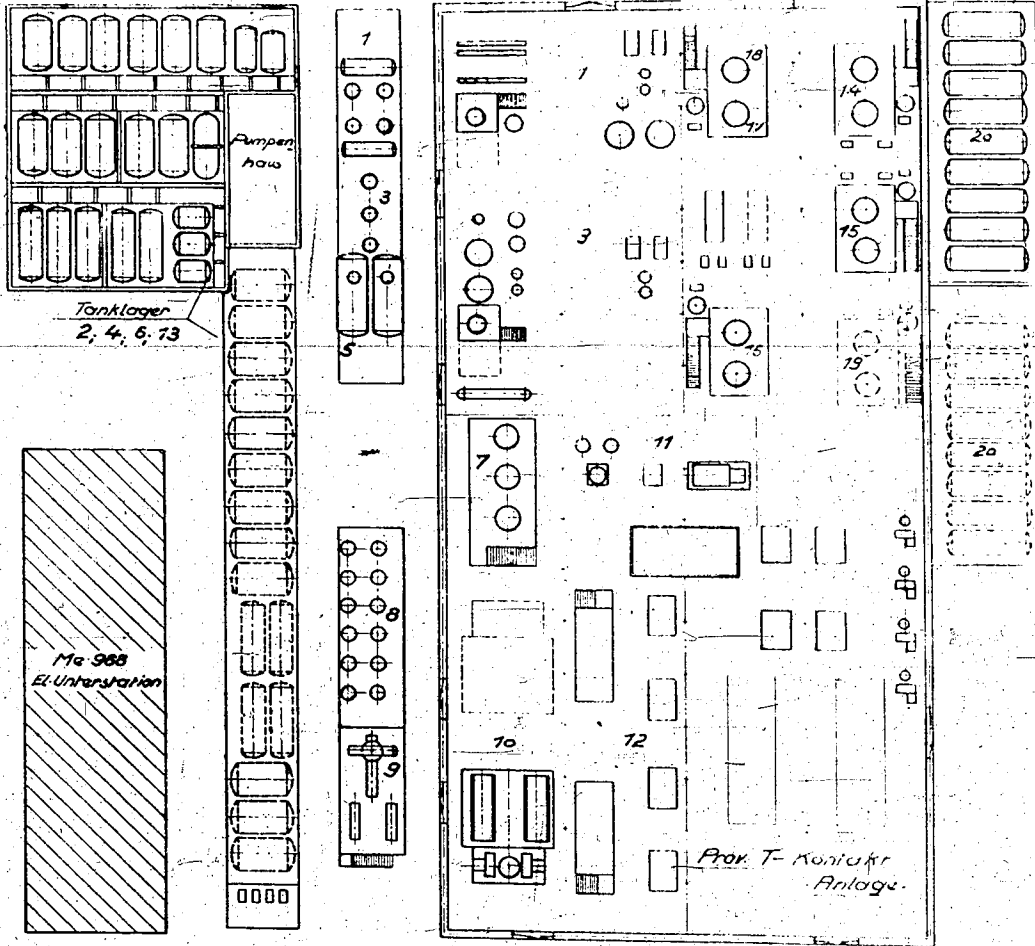 Pumpen
haus
Tanklager
2; 4; 6; 13
Me 988
El. Unterstation
1
3
5
8
9
1
3
7
10
11
12
18
17
14
15
16
19
2a
2a
Prov. T- Kontakt
Anlage.